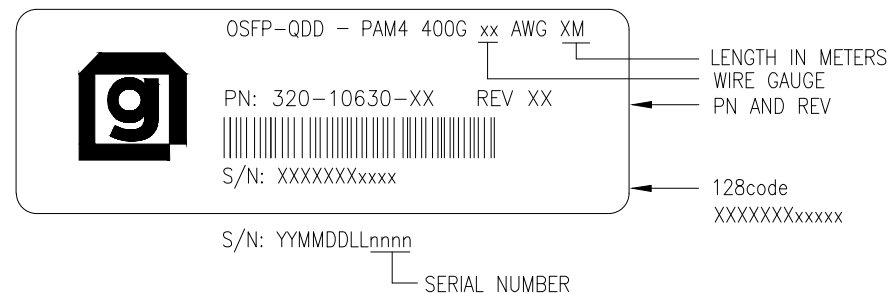 OSFP-QDD - PAM4 400G xx AWG XM
LENGTH IN METERS
WIRE GAUGE
g
PN: 320-10630-XX REV XX
PN AND REV
S/N: XXXXXXXxxxx
128code
XXXXXXXxxxxx
S/N: YYMMDDLLnnnn
SERIAL NUMBER